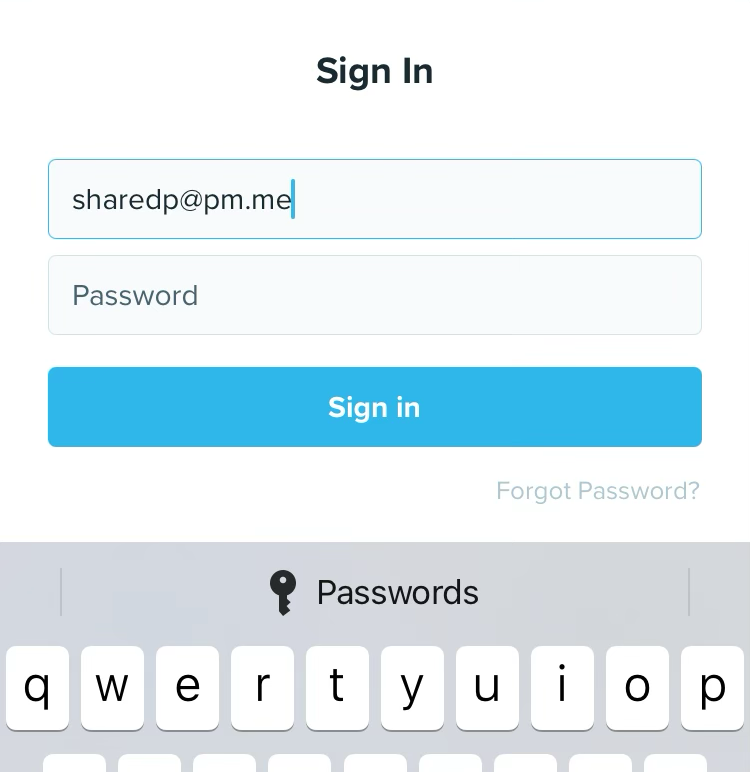 Sign In
sharedp@pm.me
Password
Sign in
Forgot Password?
Passwords
q w e r t y u i o p